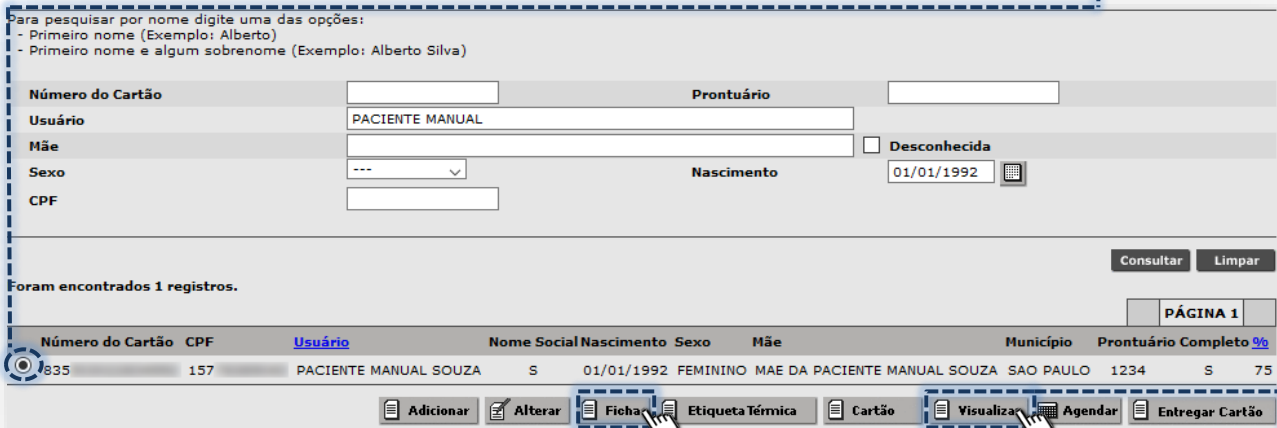 Para pesquisar por nome digite uma das opções:
- Primeiro nome (Exemplo: Alberto)
- Primeiro nome e algum sobrenome (Exemplo: Alberto Silva)
Número do Cartão Prontuário
Usuário PACIENTE MANUAL
Mãe Desconhecida
Sexo --- Nascimento 01/01/1992
CPF
Consultar Limpar
Foram encontrados 1 registros.
PÁGINA 1
Número do Cartão CPF Usuário Nome Social Nascimento Sexo Mãe Município Prontuário Completo %
835 157 PACIENTE MANUAL SOUZA S 01/01/1992 FEMININO MAE DA PACIENTE MANUAL SOUZA SAO PAULO 1234 S 75
Adicionar Alterar Ficha Etiqueta Térmica Cartão Visualizar Agendar Entregar Cartão